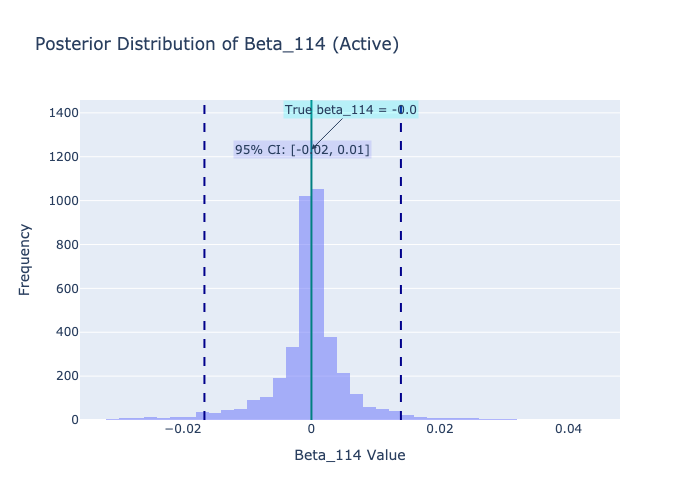 Posterior Distribution of Beta_114 (Active)
1400
True beta_114 = -0.0
95% CI: [-0.02, 0.01]
1200
1000
800
600
400
200
0
Frequency
−0.02
0
0.02
0.04
Beta_114 Value